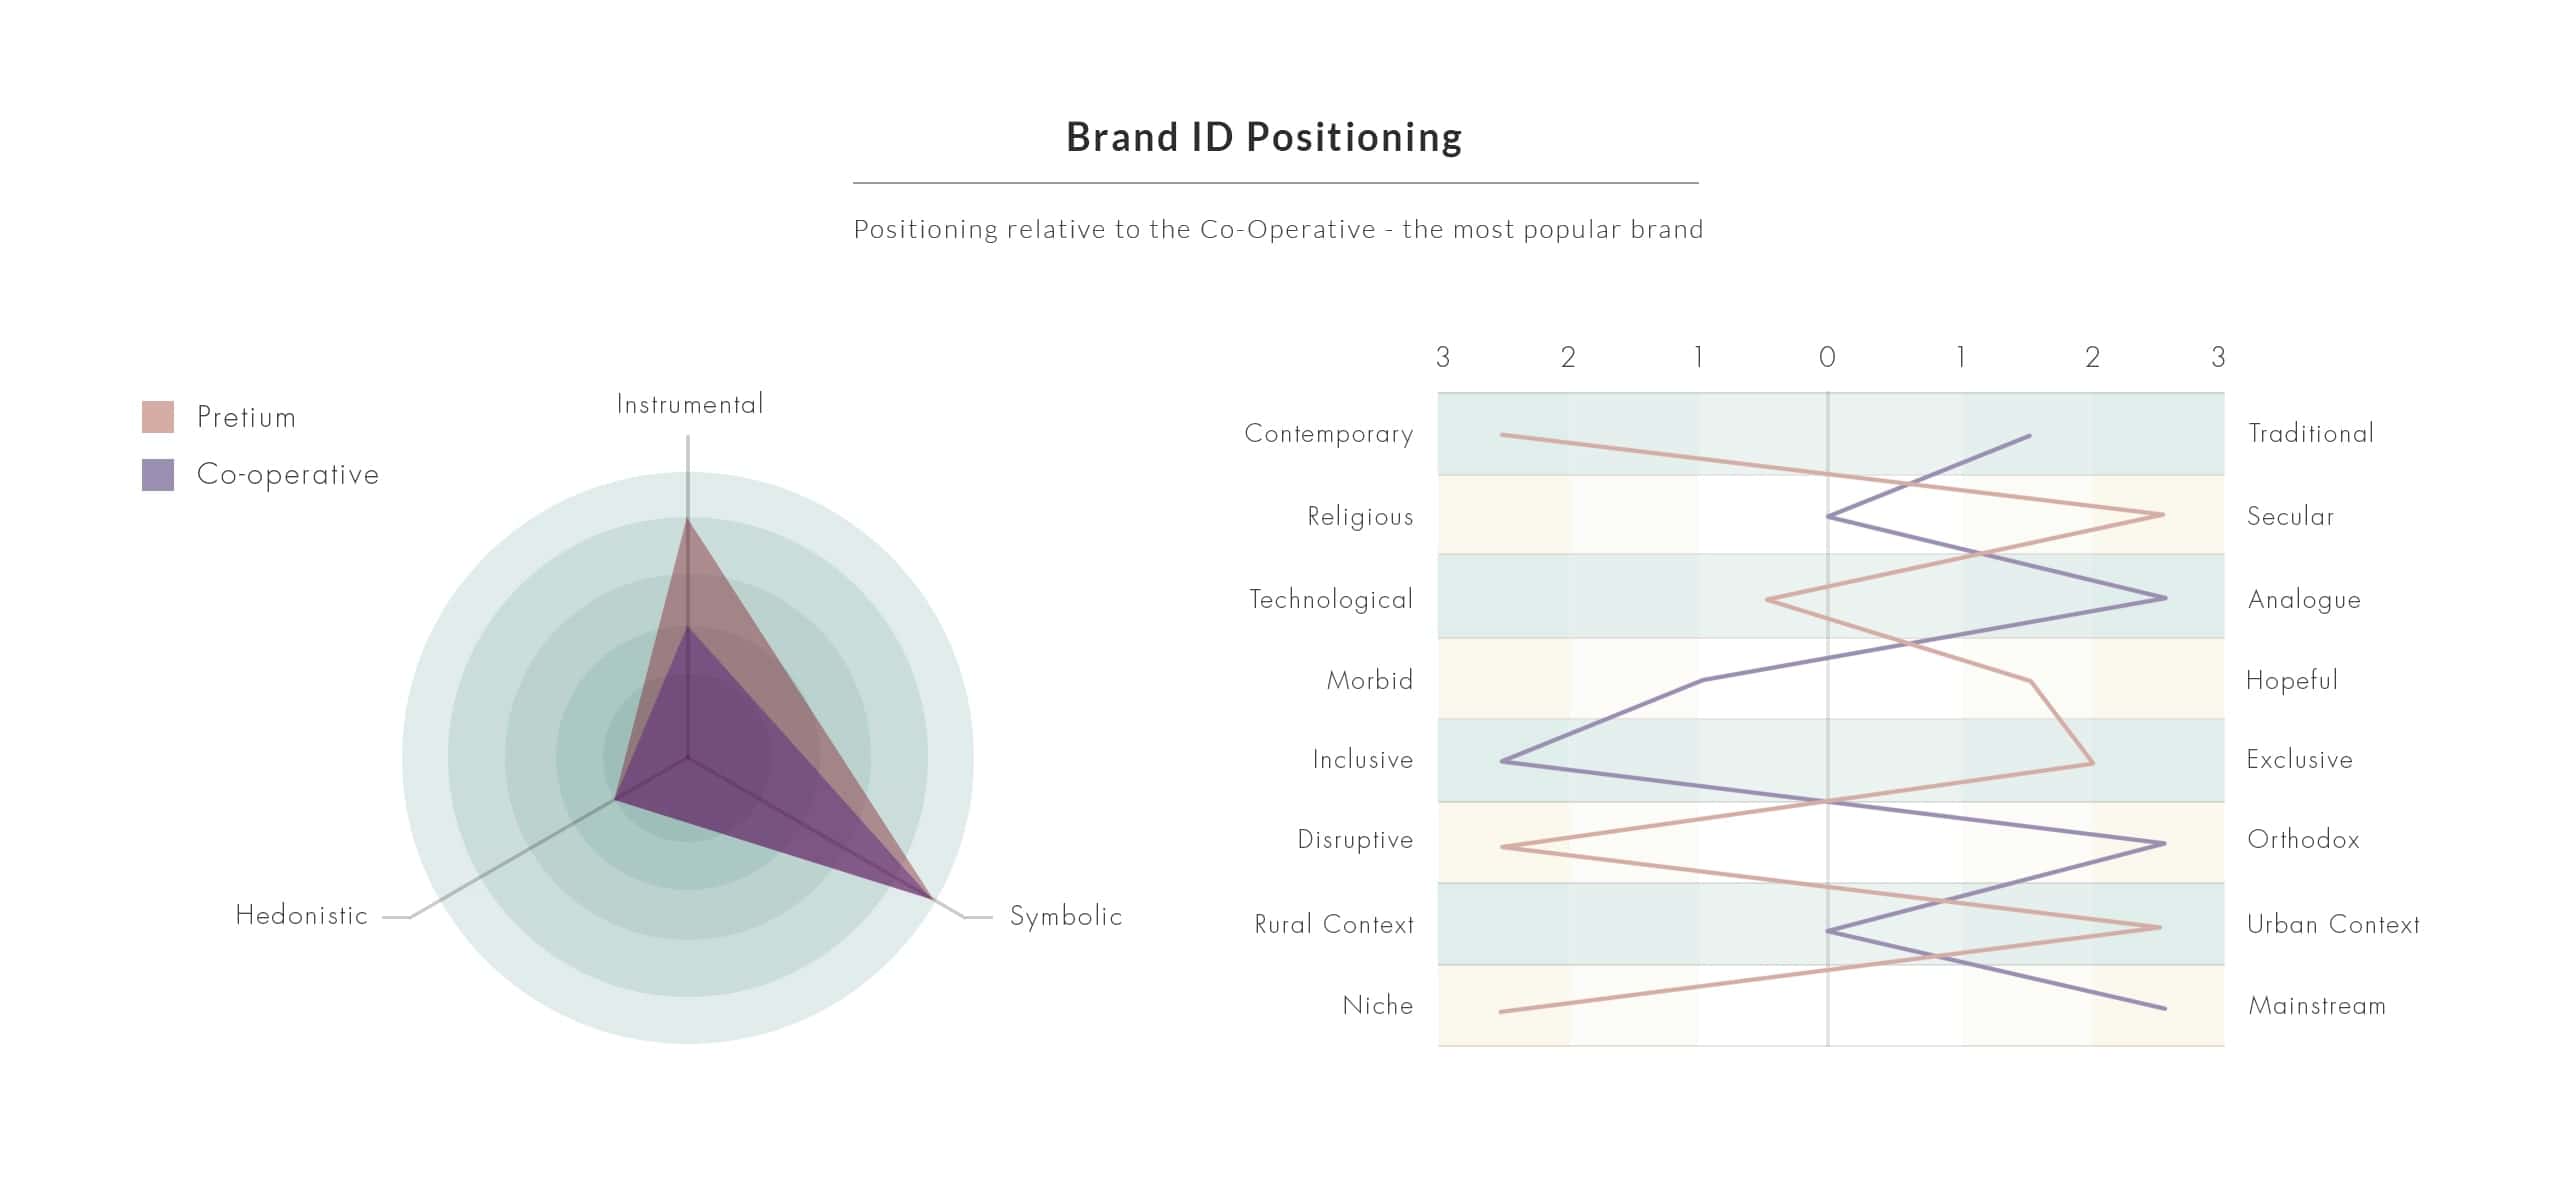 Brand ID Positioning
Positioning relative to the Co-Operative - the most popular brand
Pretium
Co-operative
Instrumental
Hedonistic
Symbolic
3 2 1 0 1 2 3
Contemporary Traditional
Religious Secular
Technological Analogue
Morbid Hopeful
Inclusive Exclusive
Disruptive Orthodox
Rural Context Urban Context
Niche Mainstream